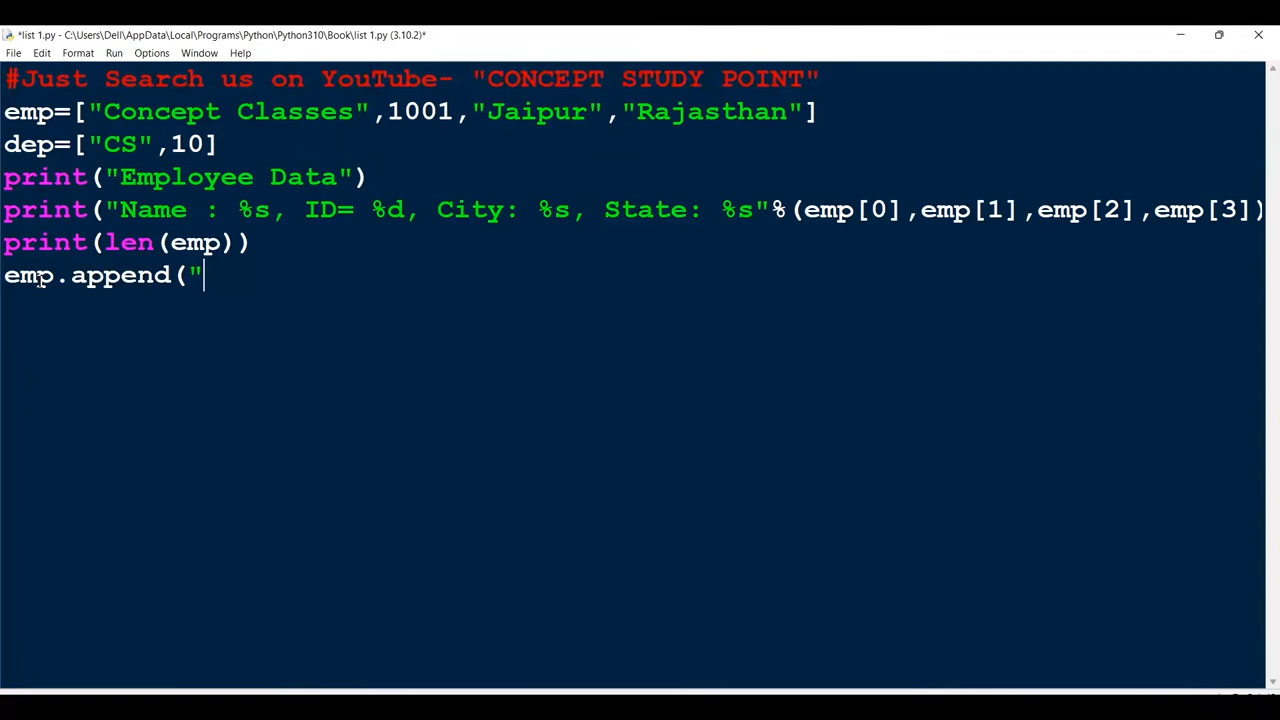 *list 1.py - C:\Users\Dell\AppData\Local\Programs\Python\Python310\Book\list 1.py (3.10.2)*
File Edit Format Run Options Window Help
#Just Search us on YouTube- "CONCEPT STUDY POINT"
emp=["Concept Classes",1001,"Jaipur","Rajasthan"]
dep=["CS",10]
print("Employee Data")
print("Name : %s, ID= %d, City: %s, State: %s"%(emp[0],emp[1],emp[2],emp[3])
print(len(emp))
emp.append("